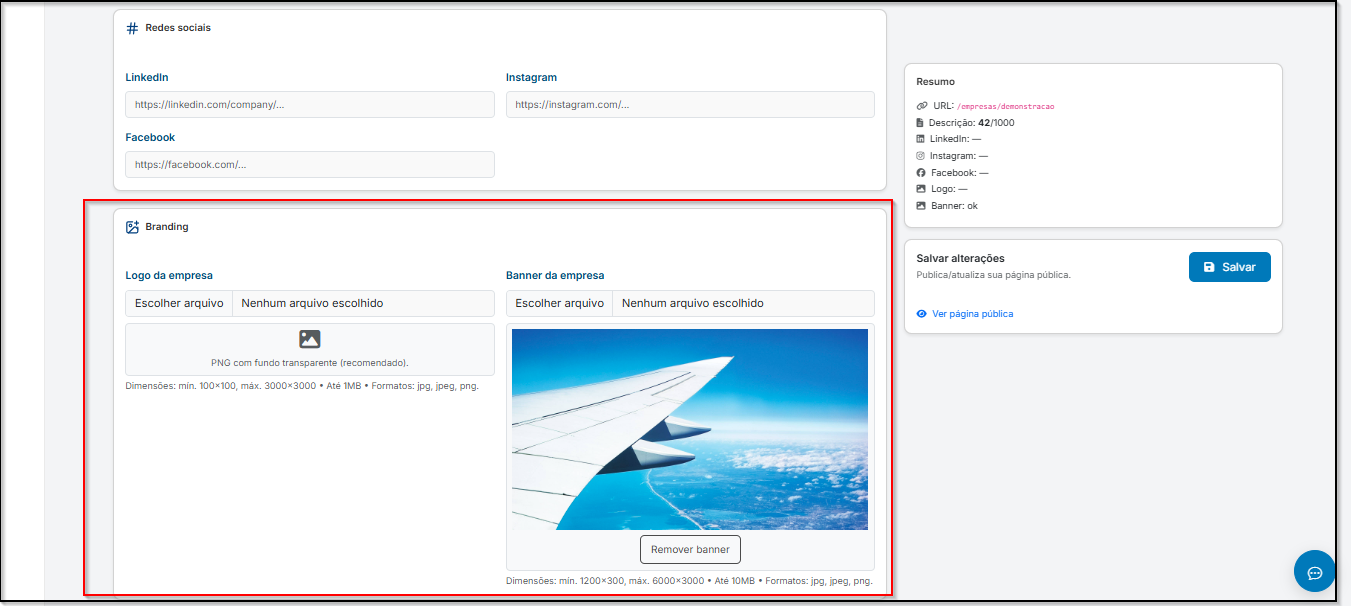 Redes sociais
LinkedIn
https://linkedin.com/company/...
Instagram
https://instagram.com/...
Facebook
https://facebook.com/...
Branding
Logo da empresa
Escolher arquivo Nenhum arquivo escolhido
PNG com fundo transparente (recomendado).
Dimensões: mín. 100×100, máx. 3000×3000 • Até 1MB • Formatos: jpg, jpeg, png.
Banner da empresa
Escolher arquivo Nenhum arquivo escolhido
Remover banner
Dimensões: mín. 1200×300, máx. 6000×3000 • Até 10MB • Formatos: jpg, jpeg, png.
Resumo
URL: /empresas/demonstracao
Descrição: 42/1000
LinkedIn: —
Instagram: —
Facebook: —
Logo: —
Banner: ok
Salvar alterações
Publica/atualiza sua página pública.
Salvar
Ver página pública